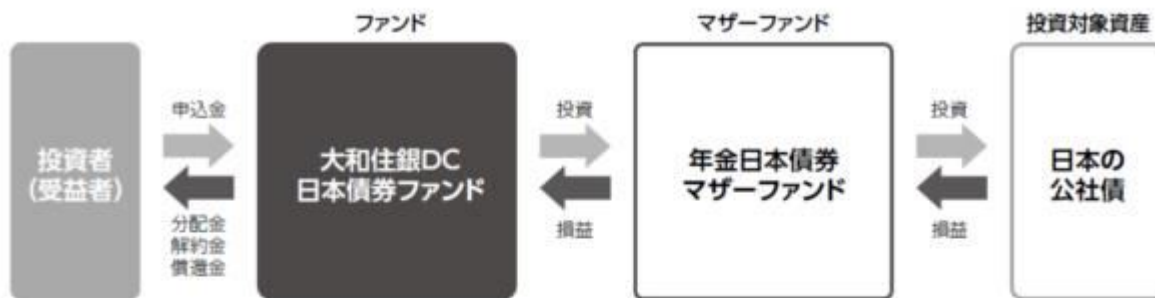 ファンド
マザーファンド
投資対象資産
投資者
(受益者)
申込金
分配金
解約金
償還金
大和住銀DC
日本債券ファンド
投資
損益
年金日本債券
マザーファンド
投資
損益
日本の
公社債